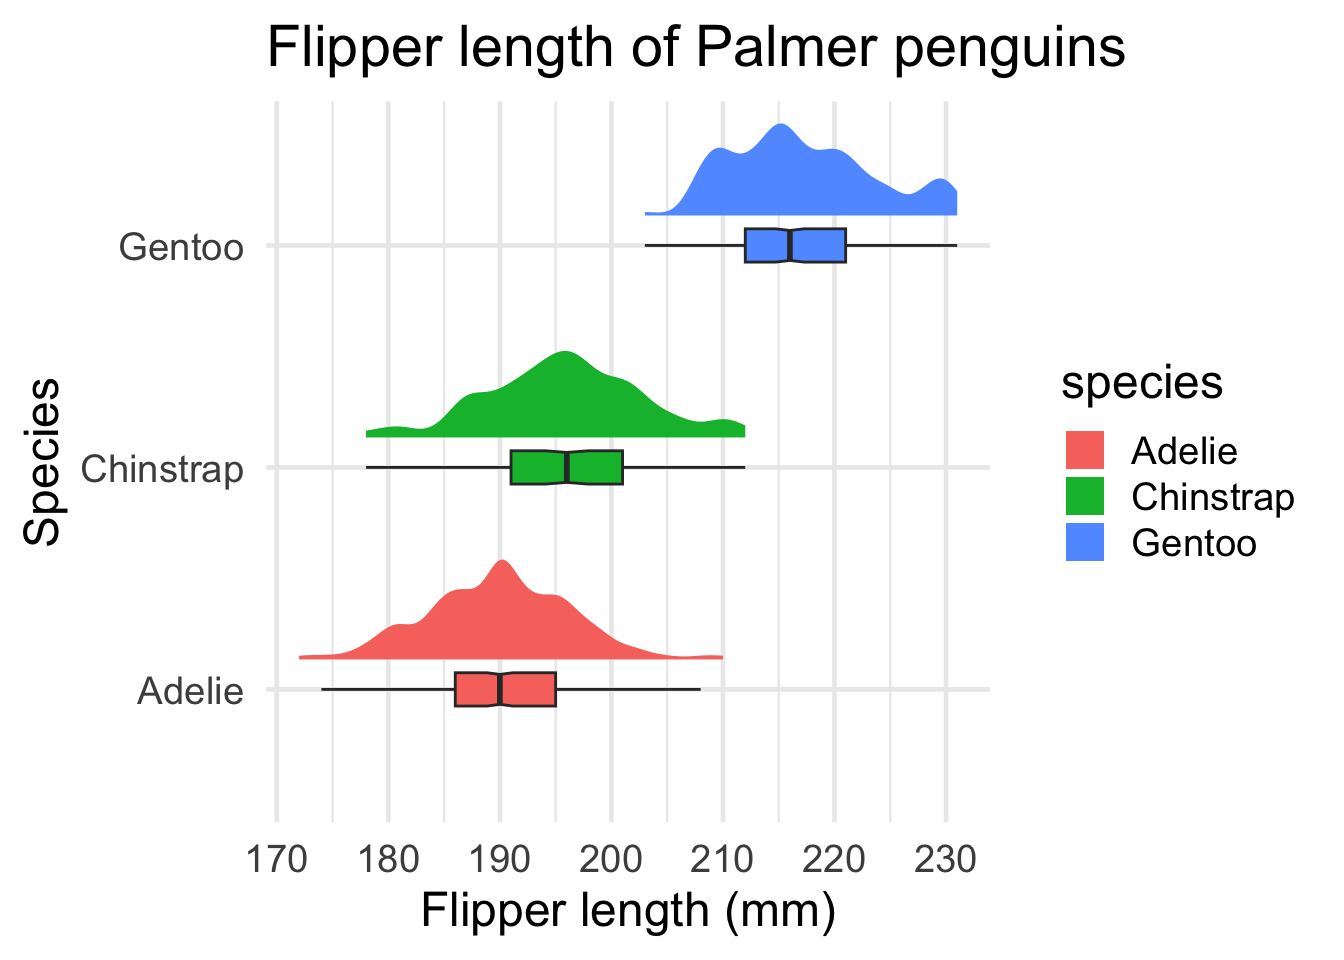 Flipper length of Palmer penguins
Species
Gentoo
Chinstrap
Adelie
170 180 190 200 210 220 230
Flipper length (mm)
species
Adelie
Chinstrap
Gentoo